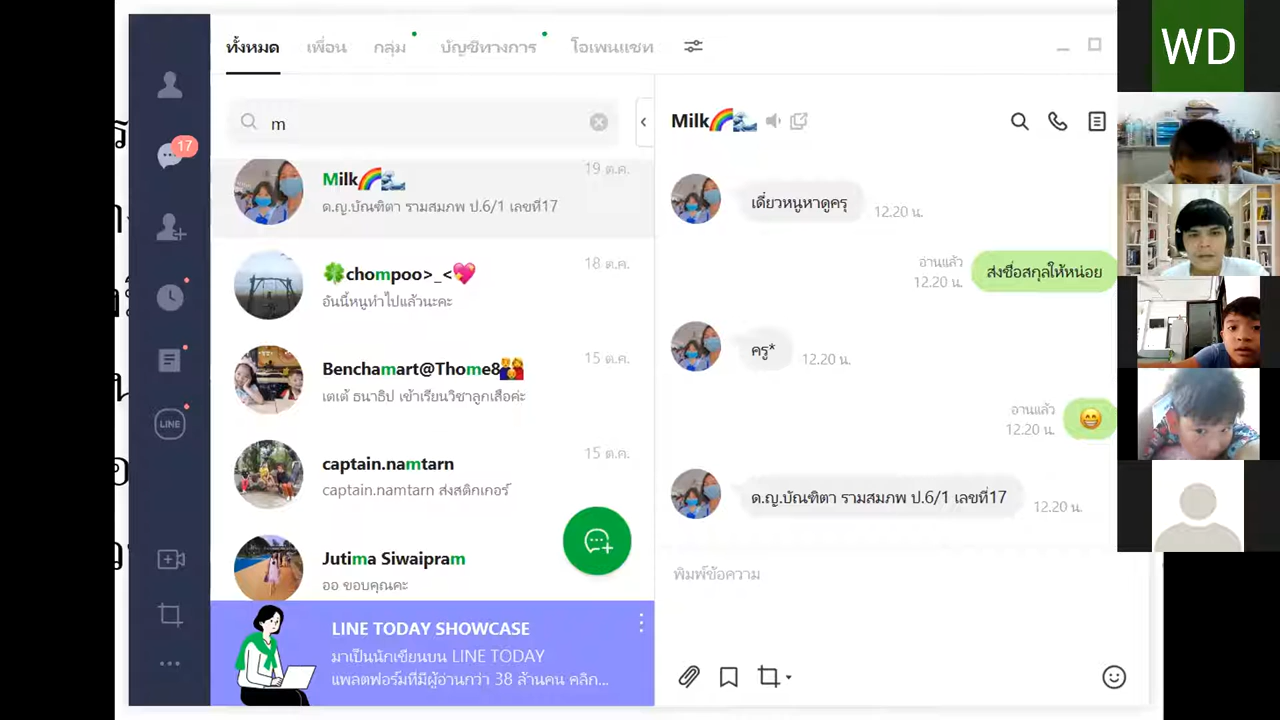 ทั้งหมด เพื่อน กลุ่ม บัญชีทางการ โอเพนแชท
WD
m
17
Milk🌈🌊
19 ต.ค.
ด.ญ.บัณฑิตา รามสมภพ ป.6/1 เลขที่17
🍀chompoo>_<💖
18 ต.ค.
อันนี้หนูทำไปแล้วนะคะ
Benchamart@Thome8
15 ต.ค.
เตเต้ ธนาธิป เข้าเรียนวิชาลูกเสือค่ะ
captain.namtarn
15 ต.ค.
captain.namtarn ส่งสติกเกอร์
Jutima Siwaipram
ออ ขอบคุณคะ
LINE
LINE TODAY SHOWCASE
มาเป็นนักเขียนบน LINE TODAY
แพลตฟอร์มที่มีผู้อ่านกว่า 38 ล้านคน คลิก...
Milk🌈🌊
เดี๋ยวหนูหาดูครุ
12.20 น.
อ่านแล้ว
12.20 น.
ส่งชื่อสกุลให้หน่อย
ครู*
12.20 น.
อ่านแล้ว
12.20 น.
😁
ด.ญ.บัณฑิตา รามสมภพ ป.6/1 เลขที่17
12.20 น.
พิมพ์ข้อความ